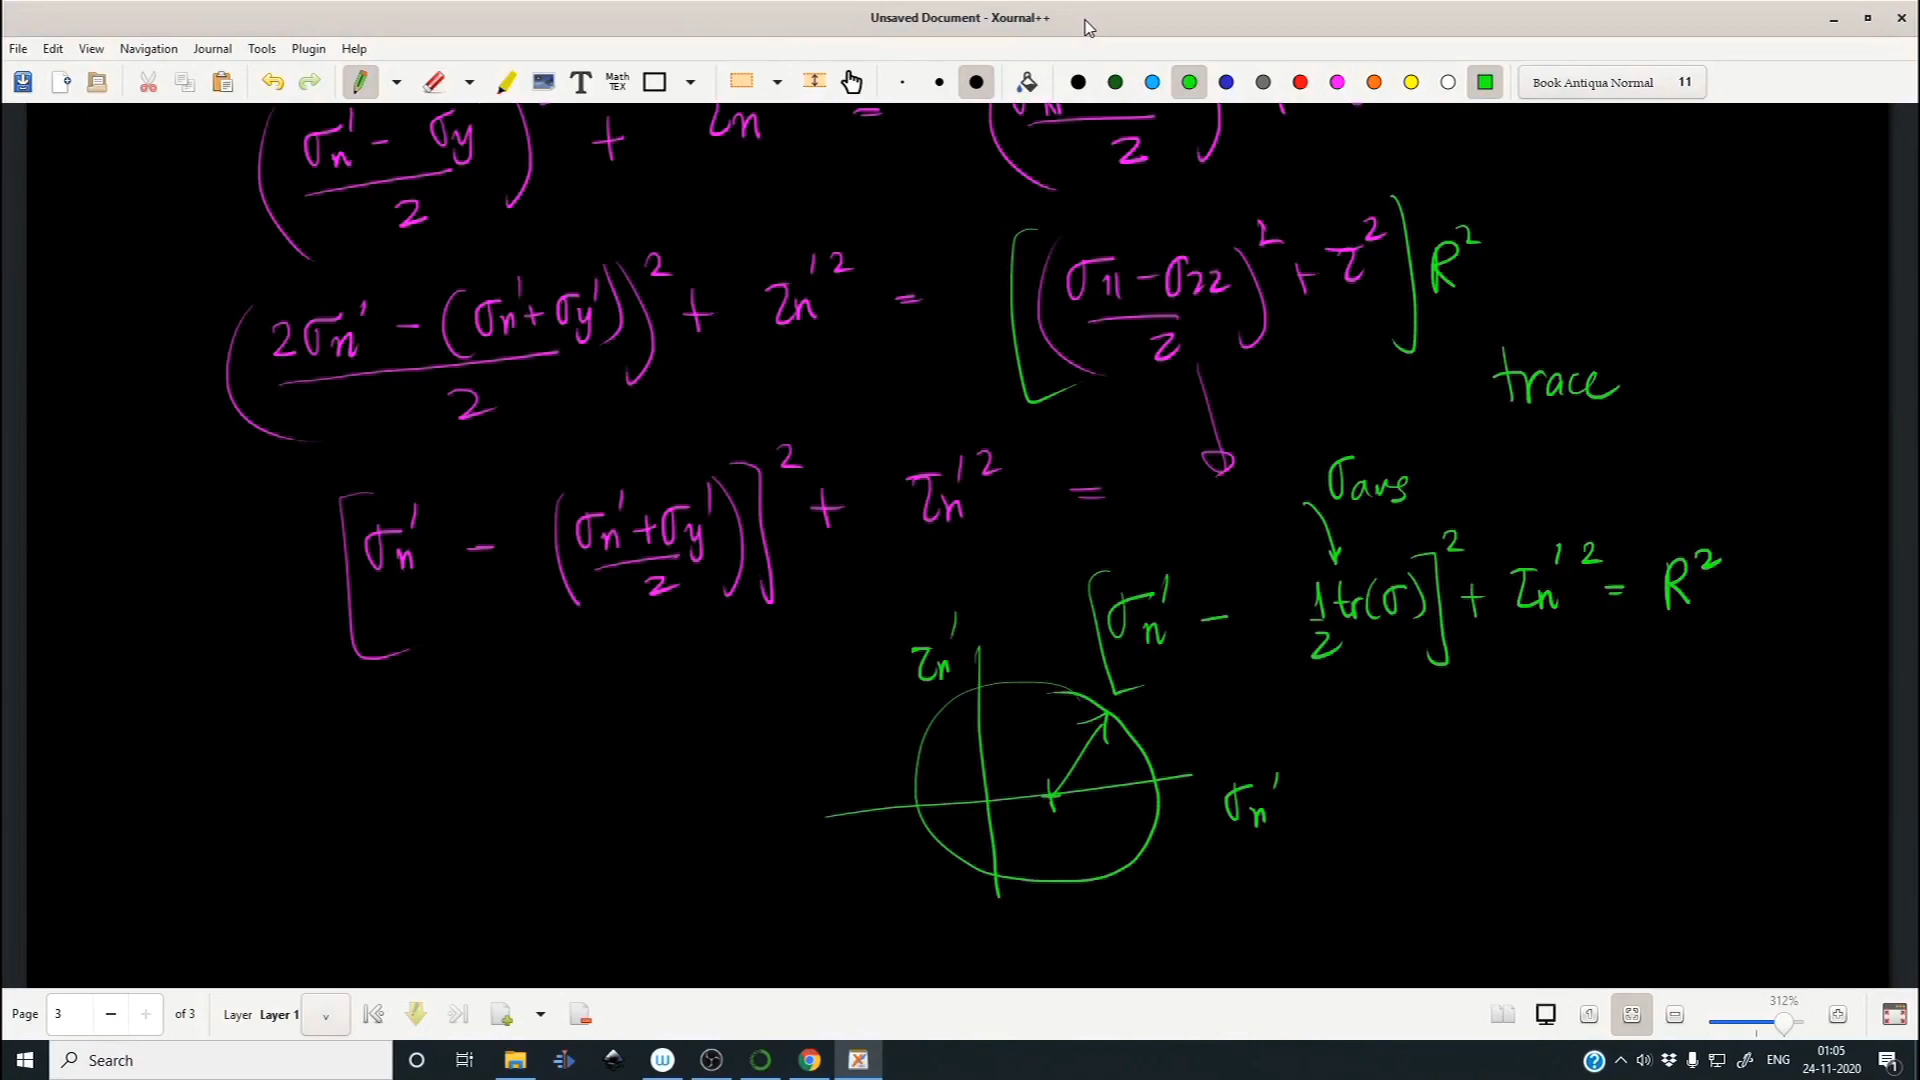 Unsaved Document - Xournal++
File Edit View Navigation Journal Tools Plugin Help
T Math TEX Book Antiqua Normal 11
(σn' - σy / 2) + τn =
2
[(σ11 - σ22 / 2)² + τ²] R²
(2σn' - (σn' + σy') / 2)² + τn'² =
trace
[σn' - (σn' + σy' / 2)]² + τn'² =
σavg
[σn' - 1/2 tr(σ)]² + τn'² = R²
τn'
σn'
Page 3 of 3 Layer Layer 1 312%
Search ENG 01:05
24-11-2020